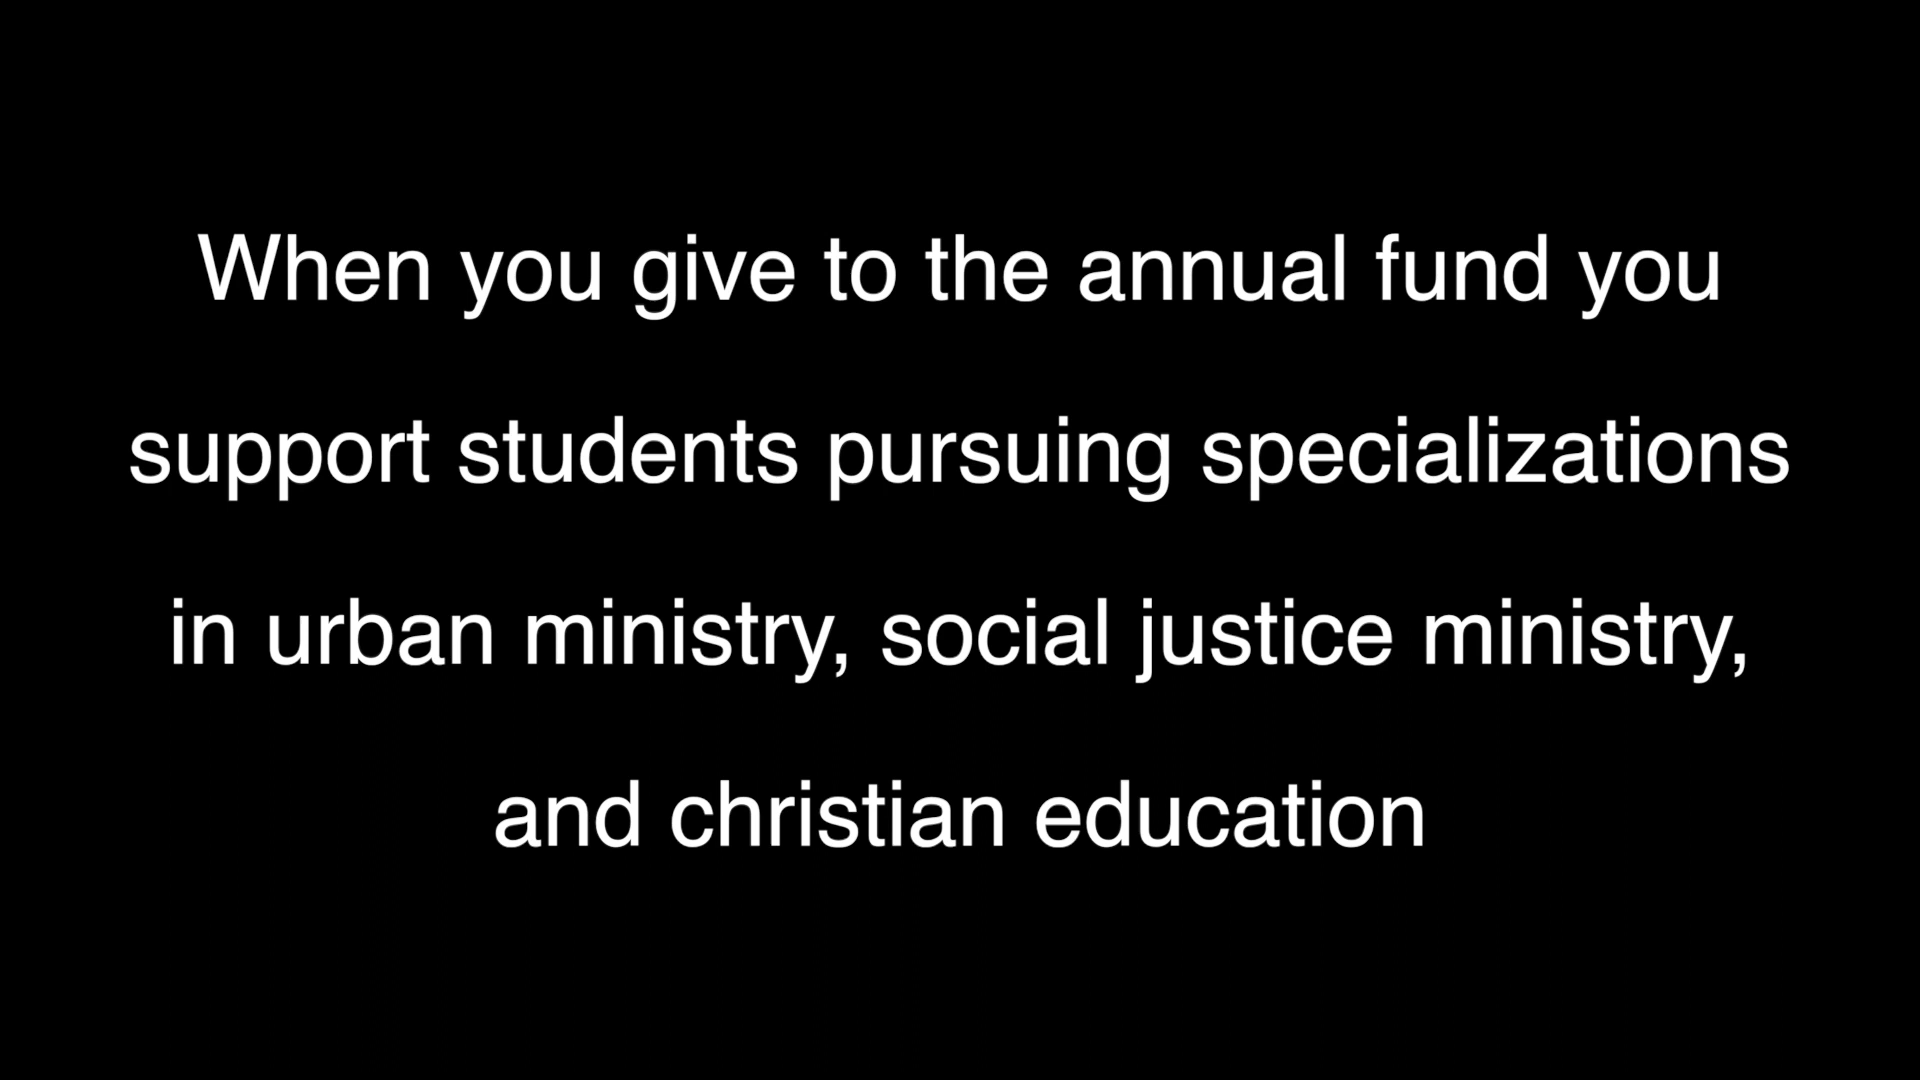 When you give to the annual fund you
support students pursuing specializations
in urban ministry, social justice ministry,
and christian education